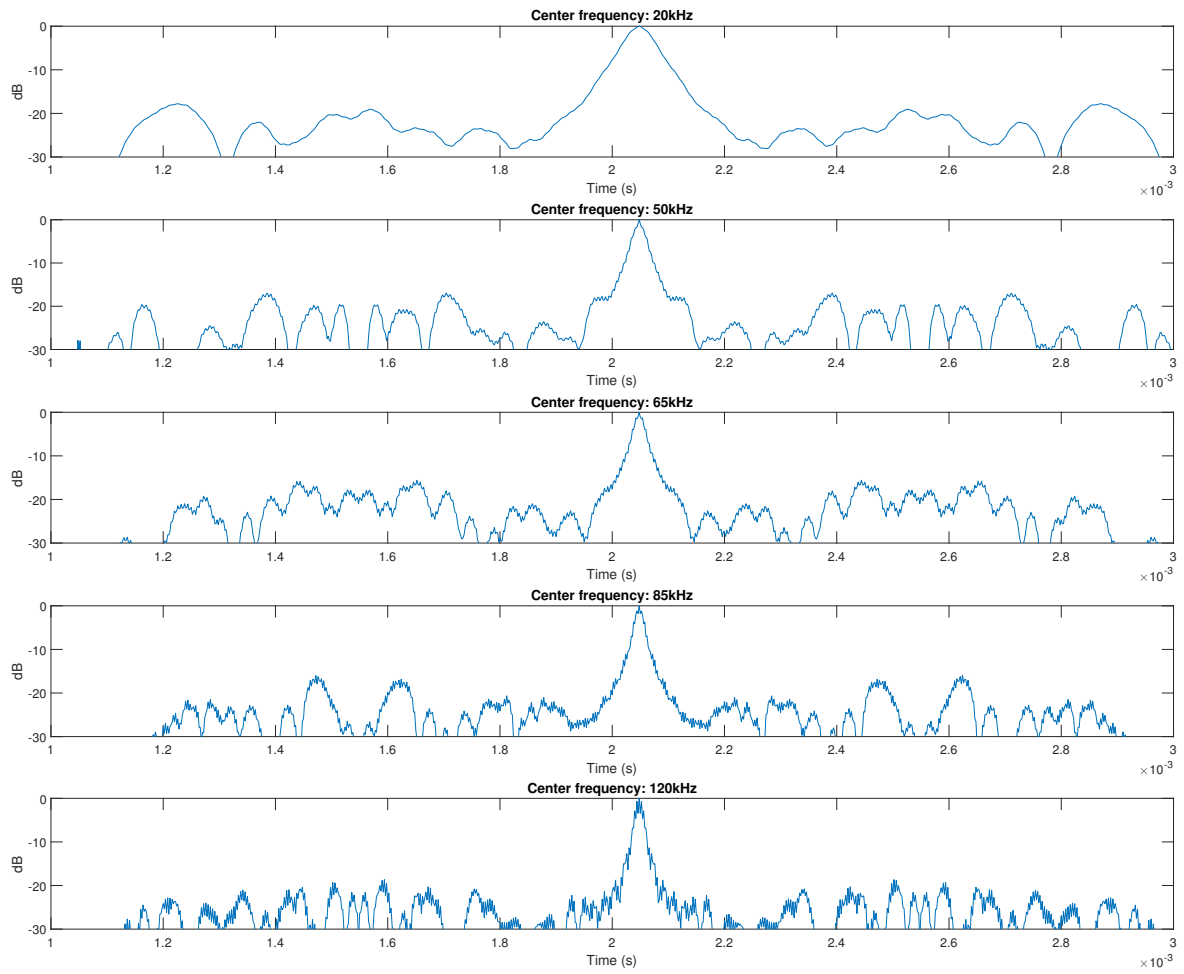 Center frequency: 20kHz
0
-10
-20
-30
dB
1 1.2 1.4 1.6 1.8 2 2.2 2.4 2.6 2.8 3
Time (s)
×10-3
Center frequency: 50kHz
0
-10
-20
-30
dB
1 1.2 1.4 1.6 1.8 2 2.2 2.4 2.6 2.8 3
Time (s)
×10-3
Center frequency: 65kHz
0
-10
-20
-30
dB
1 1.2 1.4 1.6 1.8 2 2.2 2.4 2.6 2.8 3
Time (s)
×10-3
Center frequency: 85kHz
0
-10
-20
-30
dB
1 1.2 1.4 1.6 1.8 2 2.2 2.4 2.6 2.8 3
Time (s)
×10-3
Center frequency: 120kHz
0
-10
-20
-30
dB
1 1.2 1.4 1.6 1.8 2 2.2 2.4 2.6 2.8 3
Time (s)
×10-3